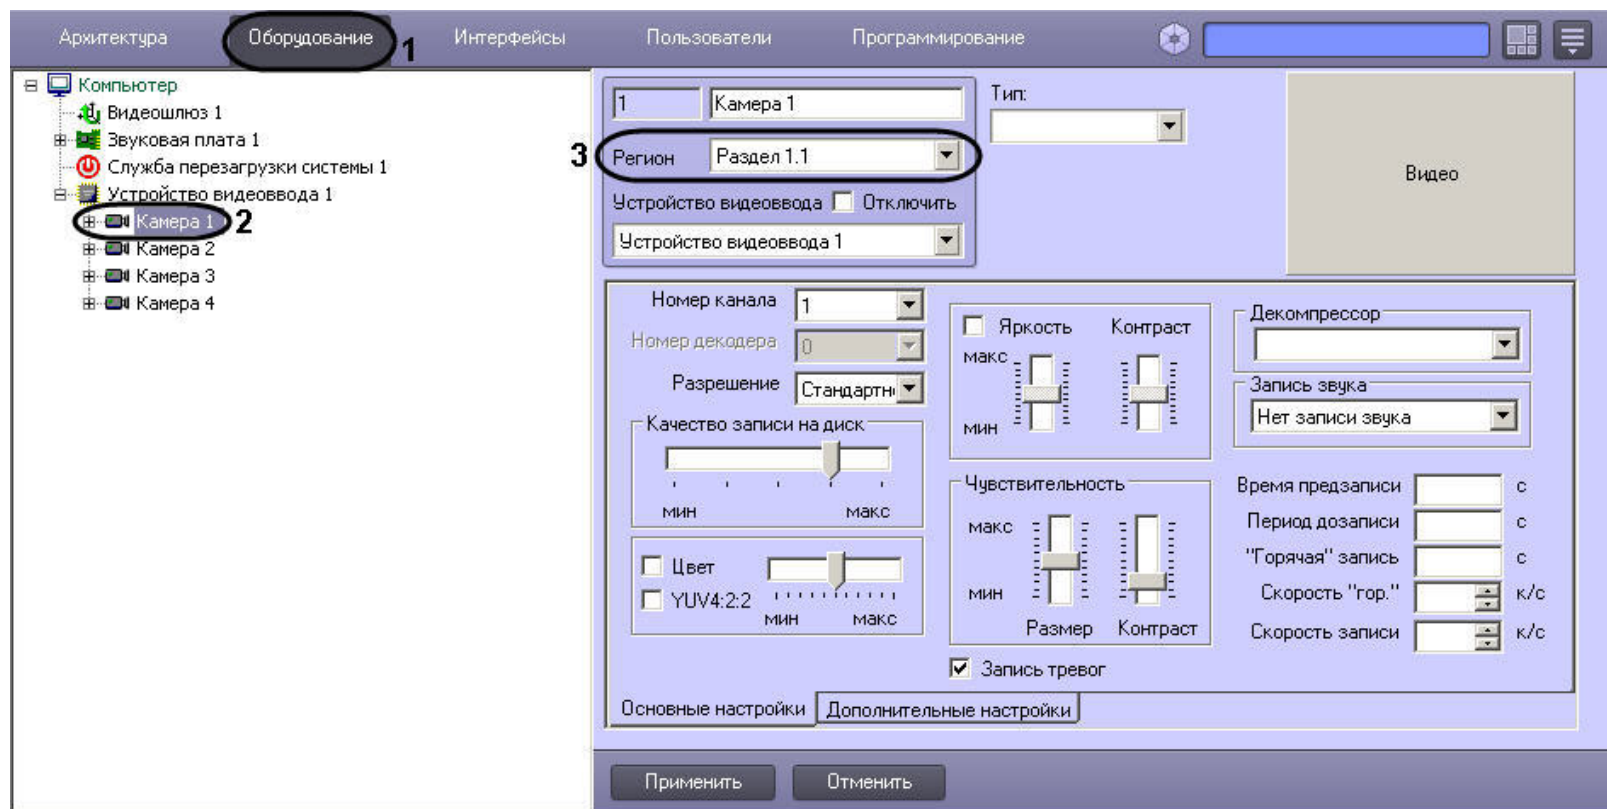 Архитектура Оборудование 1 Интерфейсы Пользователи Программирование
Компьютер
Видеошлюз 1
Звуковая плата 1
Служба перезагрузки системы 1
Устройство видеоввода 1
Камера 1 2
Камера 2
Камера 3
Камера 4
1 Камера 1
3 Регион Раздел 1.1
Устройство видеоввода Отключить
Устройство видеоввода 1
Тип:
Видео
Номер канала 1
Номер декодера 0
Разрешение Стандартн
Качество записи на диск
мин макс
Цвет
YUV4:2:2
мин макс
Яркость Контраст
макс
мин
Чувствительность
макс
мин
Размер Контраст
Запись тревог
Декомпрессор
Запись звука
Нет записи звука
Время предзаписи с
Период дозаписи с
"Горячая" запись с
Скорость "гор." к/с
Скорость записи к/с
Основные настройки Дополнительные настройки
Применить Отменить